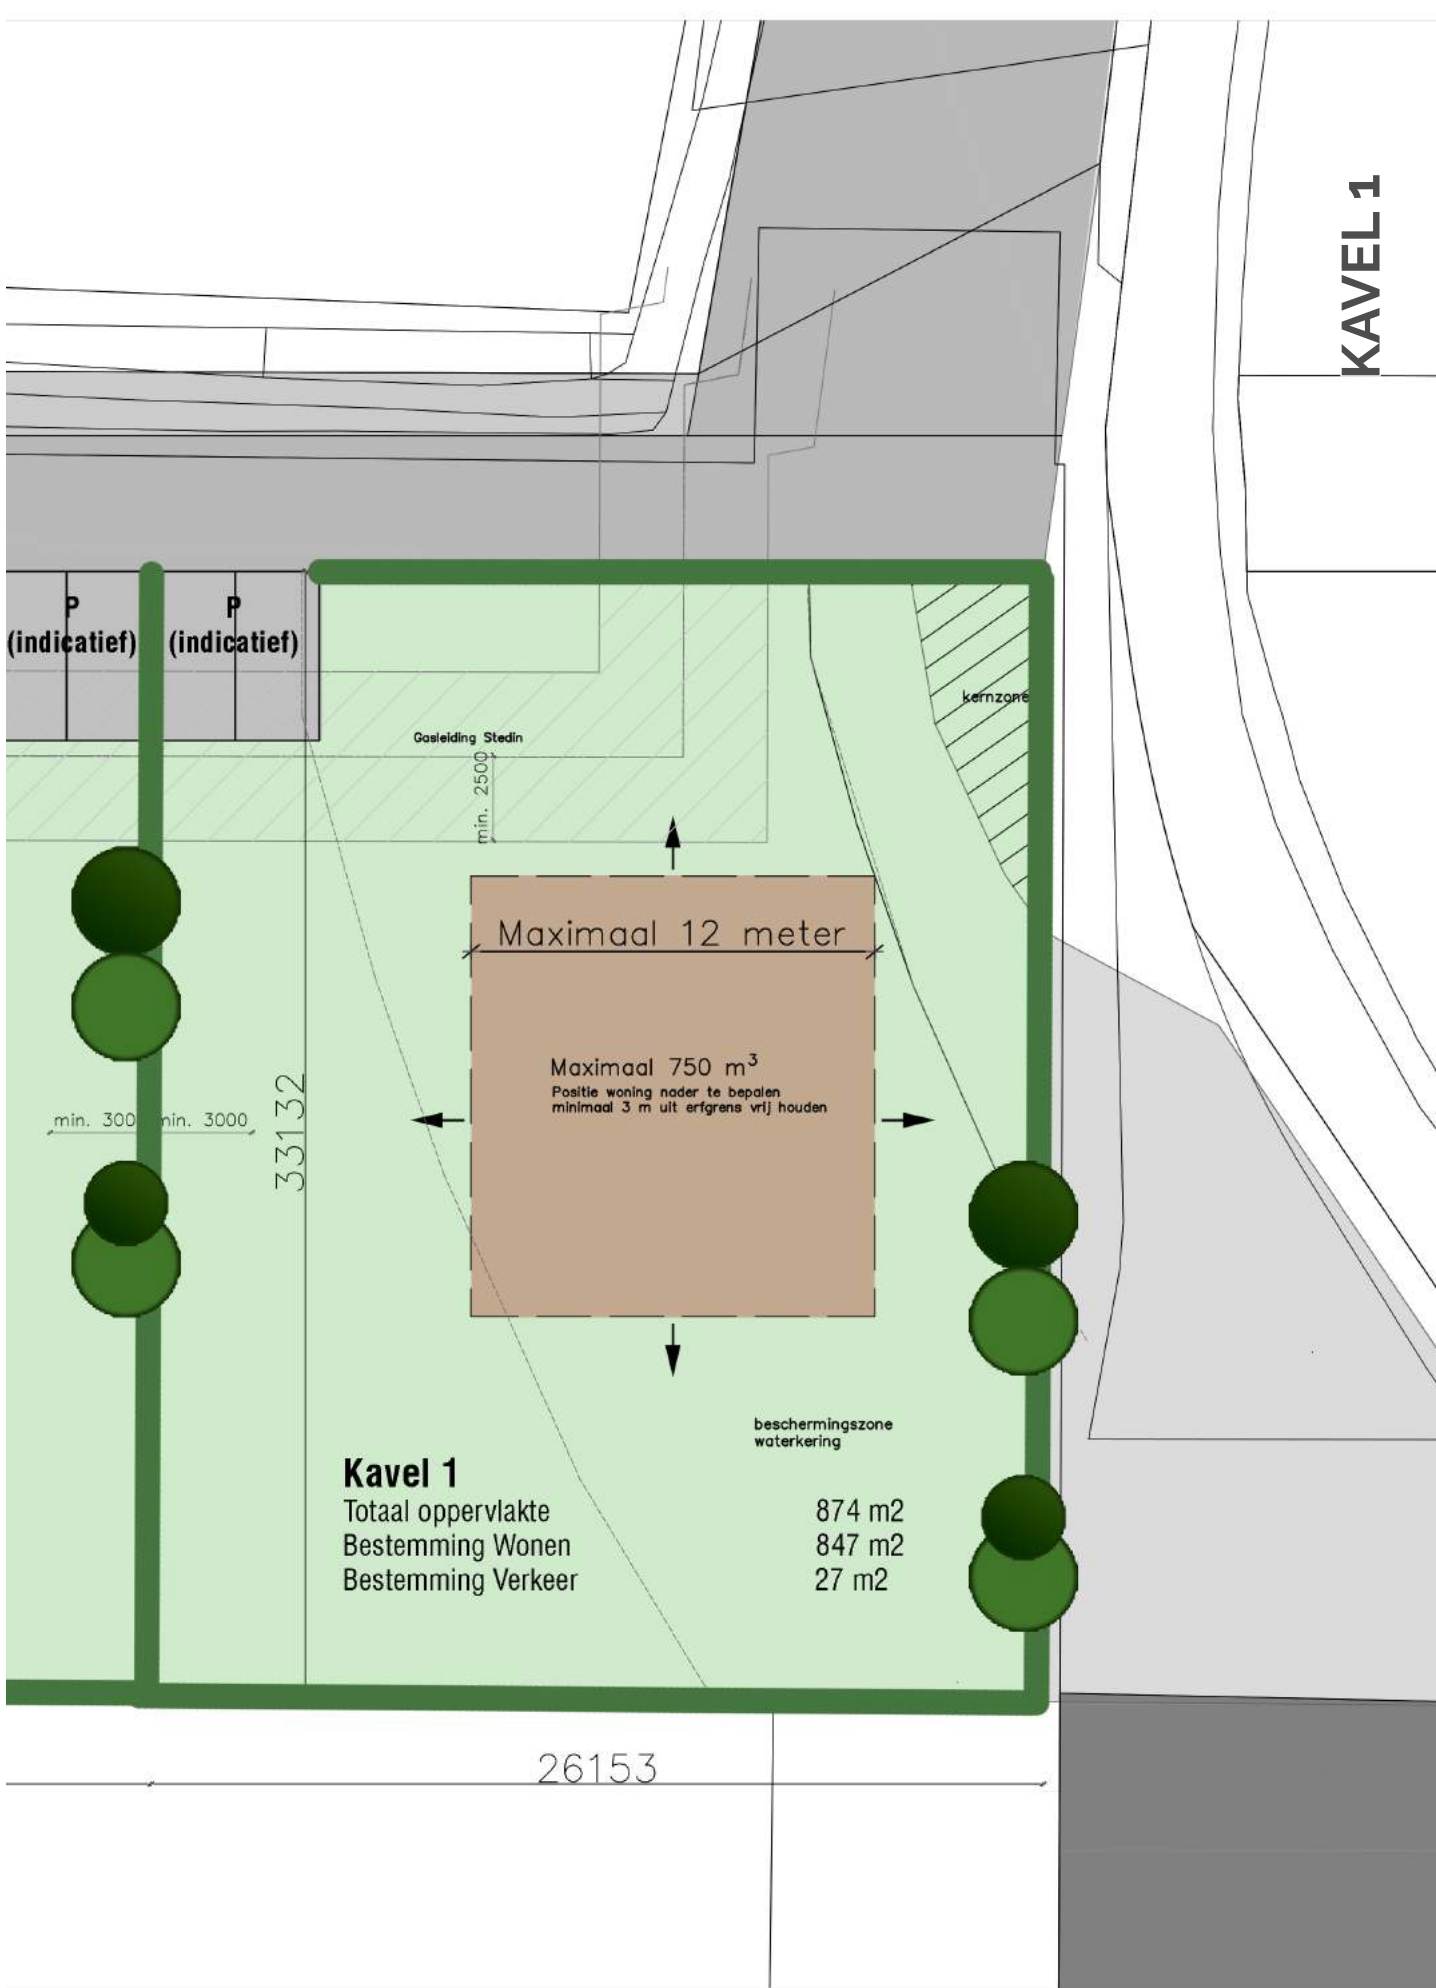 KAVEL 1
P
(indicatief)
P
(indicatief)
kernzone
Gasleiding Stedin
min. 2500
Maximaal 12 meter
Maximaal 750 m³
Positie woning nader te bepalen
minimaal 3 m uit erfgrens vrij houden
min. 300
min. 3000
33132
beschermingszone
waterkering
Kavel 1
Totaal oppervlakte 874 m2
Bestemming Wonen 847 m2
Bestemming Verkeer 27 m2
26153